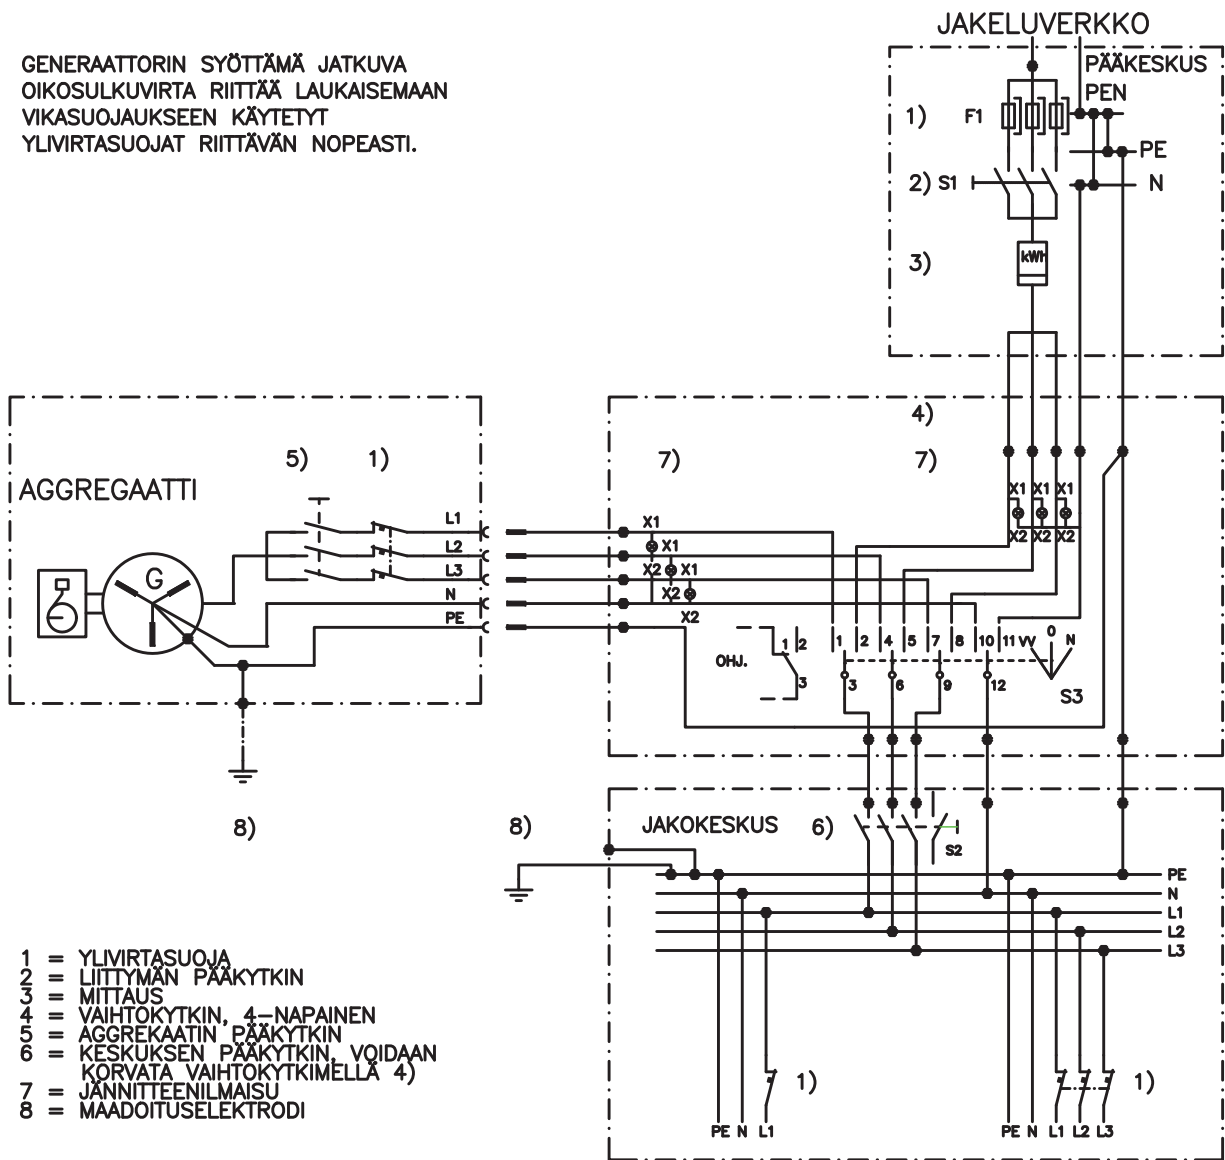 JAKELUVERKKO
GENERAATTORIN SYÖTTÄMÄ JATKUVA
OIKOSULKUVIRTA RIITTÄÄ LAUKAISEMAAN
VIKASUOJAUKSEEN KÄYTETYT
YLIVIRTASUOJAT RIITTÄVÄN NOPEASTI.
PÄÄKESKUS
PEN
1) F1
PE
2) S1
N
3)
kWh
4)
5) 1)
7) 7)
AGGREGAATTI
X1 X1 X1
X2 X2 X2
L1
L2
L3
N
PE
G
X1
X1
X2 X1
X2
X2
OHJ.
1 2
3
1 2 4 5 7 8 10 11 VV 0 N
3 6 9 12
S3
8) 8)
JAKOKESKUS 6)
S2
PE
N
L1
L2
L3
1) 1)
PE N L1
PE N L1 L2 L3
1 = YLIVIRTASUOJA
2 = LIITTYMÄN PÄÄKYTKIN
3 = MITTAUS
4 = VAIHTOKYTKIN, 4-NAPAINEN
5 = AGGREKAATIN PÄÄKYTKIN
6 = KESKUKSEN PÄÄKYTKIN, VOIDAAN
KORVATA VAIHTOKYTKIMELLÄ 4)
7 = JÄNNITTEENILMAISU
8 = MAADOITUSELEKTRODI